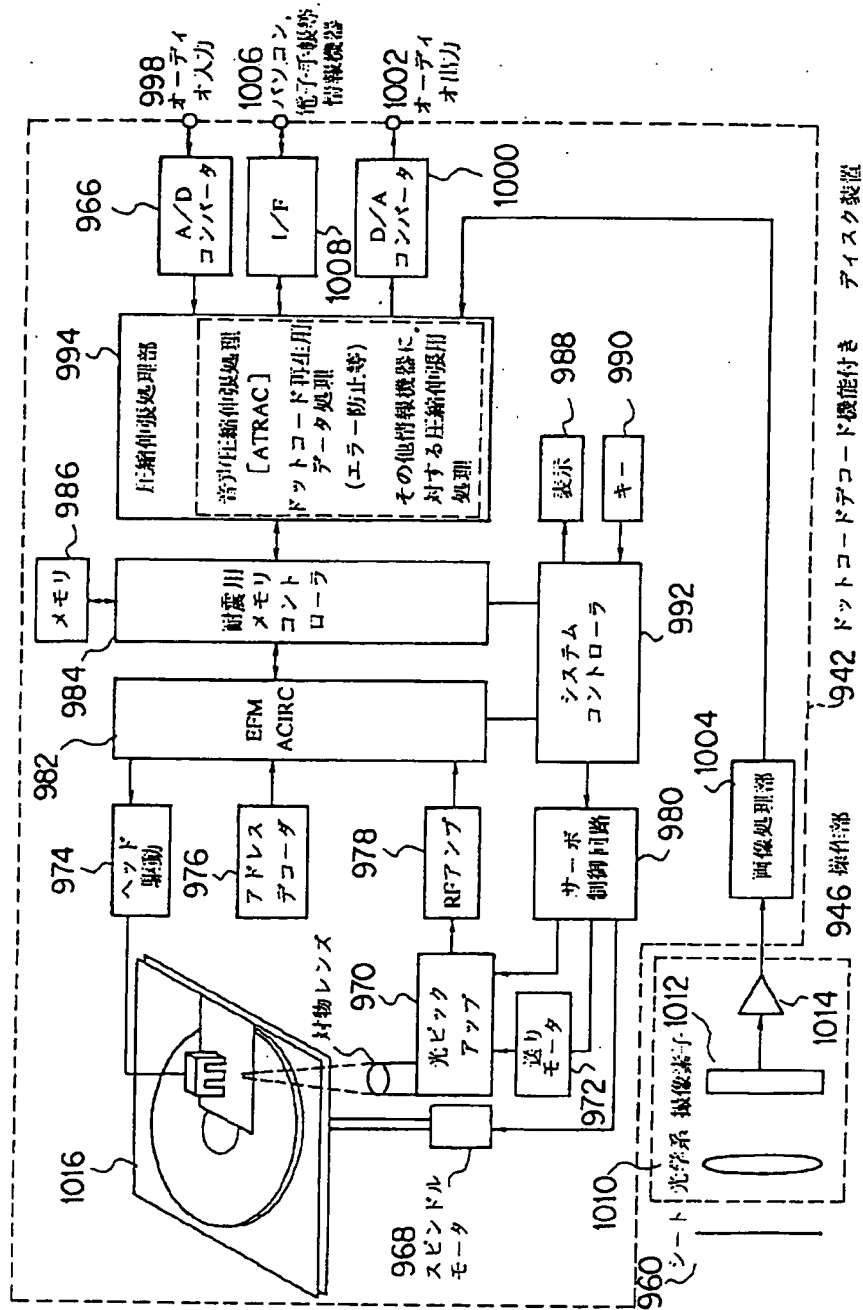 998
オーディ
オ入力
1006
パソコン,
電子手帳等
情報機器
1002
オーディ
オ出力
966
A/D
コンバータ
I/F
1008
D/A
コンバータ
1000
994
圧縮伸張処理部
音声圧縮伸張処理
[ATRAC]
ドットコード再生用
データ処理
(エラー防止等)
その他情報機器に
対する圧縮伸張用
処理
988
表示
990
キー
986
メモリ
984
耐震用
メモリ
コント
ローラ
992
システム
コントローラ
982
EFM
ACIRC
974
ヘッド
駆動
976
アドレス
デコーダ
978
RFアンプ
980
サーボ
制御回路
970
光ピック
アップ
対物レンズ
972
送り
モータ
1016
968
スピンドル
モータ
1004
画像処理部
1014
1012
撮像素子
光学系
1010
シート
960
946 操作部
942 ドットコードデコード機能付き ディスク装置